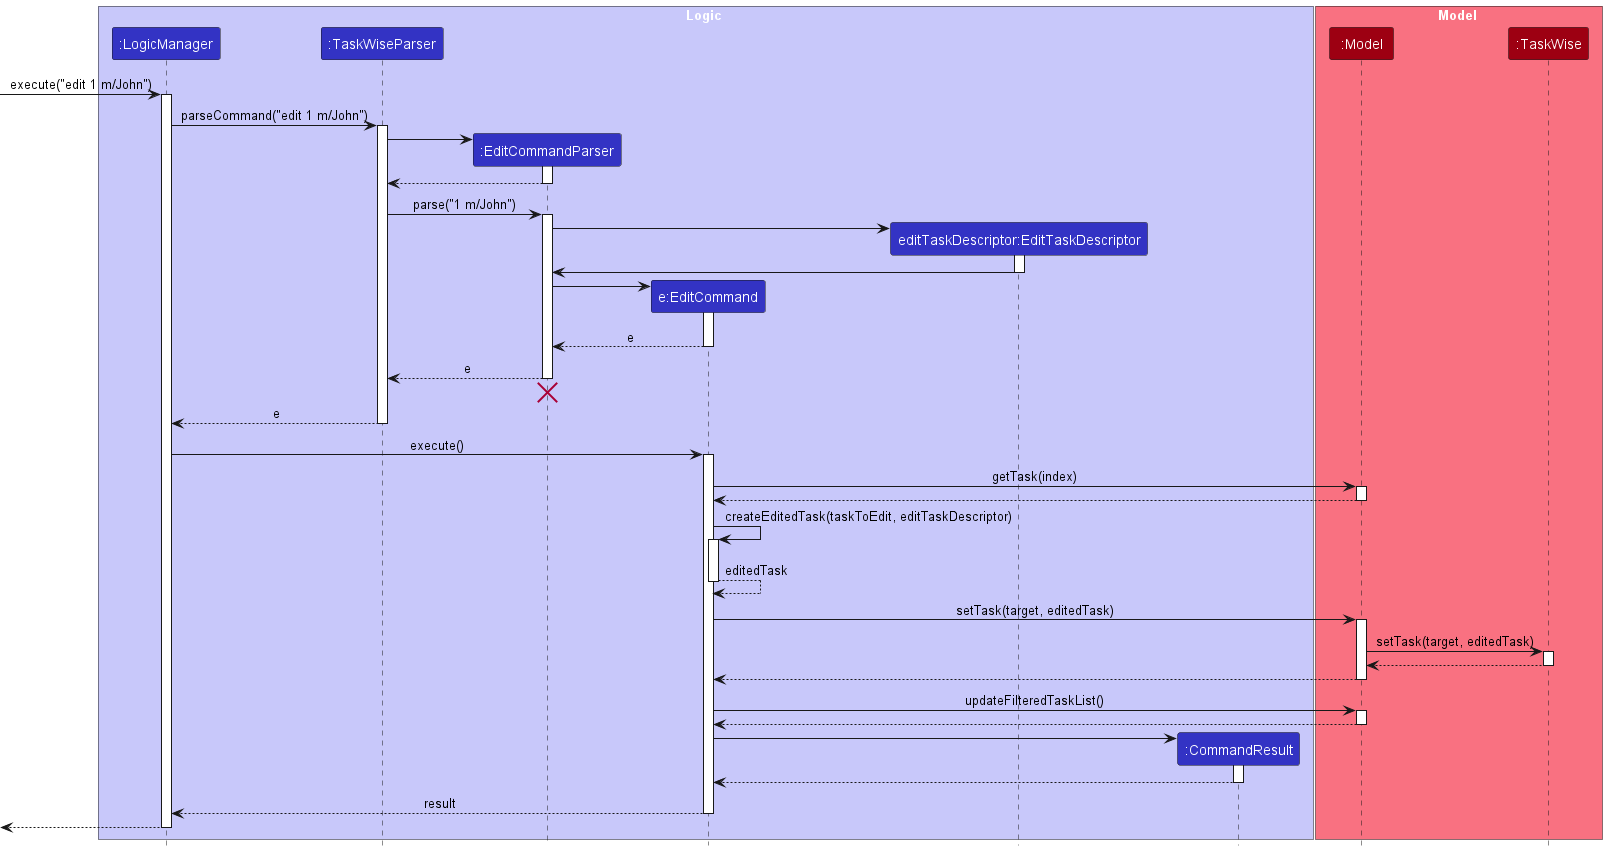 Logic
Model
:LogicManager
:TaskWiseParser
:Model
:TaskWise
execute("edit 1 m/John")
parseCommand("edit 1 m/John")
:EditCommandParser
parse("1 m/John")
editTaskDescriptor:EditTaskDescriptor
e:EditCommand
e
e
e
execute()
getTask(index)
createEditedTask(taskToEdit, editTaskDescriptor)
editedTask
setTask(target, editedTask)
setTask(target, editedTask)
updateFilteredTaskList()
:CommandResult
result